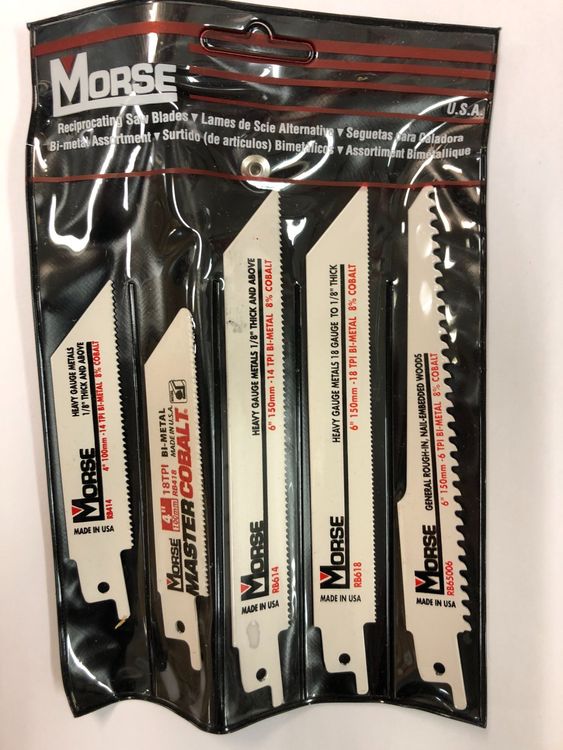 MORSE
U.S.A.
Reciprocating Saw Blades ▾ Lames de Scie Alternative ▾ Seguetas para Caladora
Bi-metal Assortment ▾ Surtido (de artículos) Bimetálicos ▾ Assortiment Bimétallique
HEAVY GAUGE METALS
1/8" THICK AND ABOVE
4" 100mm -14 TPI BI-METAL 8% COBALT
MORSE
RB414
MADE IN USA
MORSE
4" 18TPI BI-METAL
100mm RB418 MADE IN U.S.A.
MASTER COBALT
HEAVY GAUGE METALS 1/8" THICK AND ABOVE
6" 150mm -14 TPI BI-METAL 8% COBALT
MORSE
RB614
MADE IN USA
HEAVY GAUGE METALS 18 GAUGE TO 1/8" THICK
6" 150mm -18 TPI BI-METAL 8% COBALT
MORSE
RB618
MADE IN USA
GENERAL ROUGH-IN, NAIL-EMBEDDED WOODS
6" 150mm -6 TPI BI-METAL 8% COBALT
MORSE
RB65006
MADE IN USA